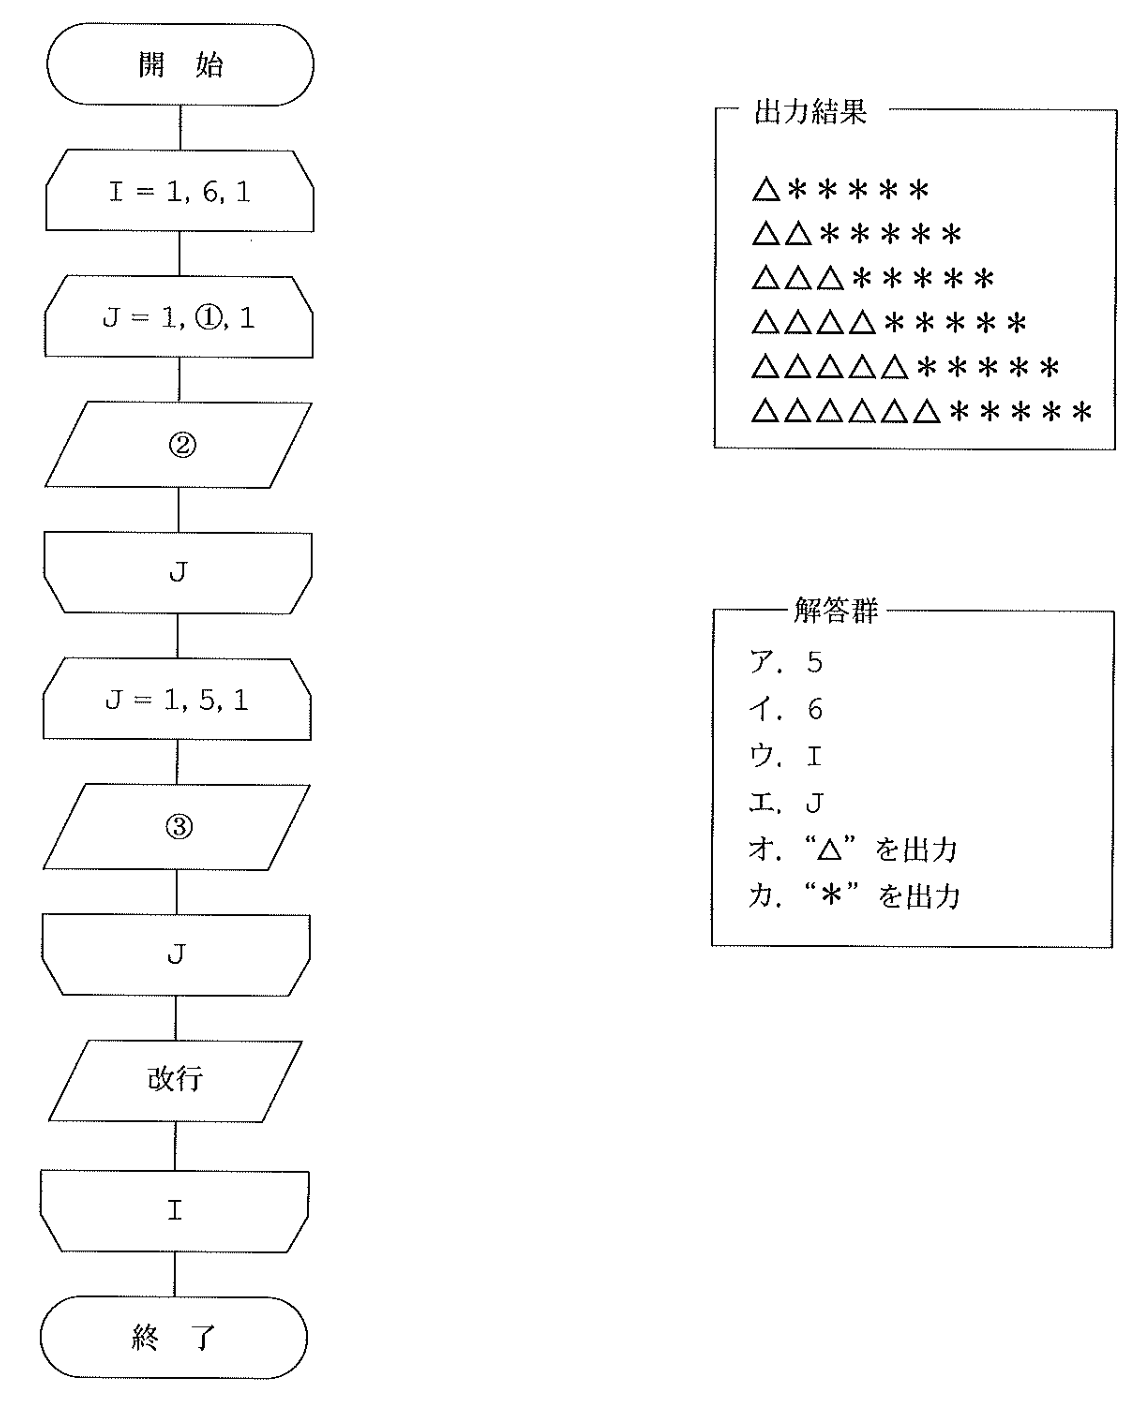 開 始
I = 1, 6, 1
J = 1, ①, 1
②
J
J = 1, 5, 1
③
J
改行
I
終 了
出力結果
△＊＊＊＊＊
△△＊＊＊＊＊
△△△＊＊＊＊＊
△△△△＊＊＊＊＊
△△△△△＊＊＊＊＊
△△△△△△＊＊＊＊＊
解答群
ア. 5
イ. 6
ウ. I
エ. J
オ. “△” を出力
カ. “＊” を出力